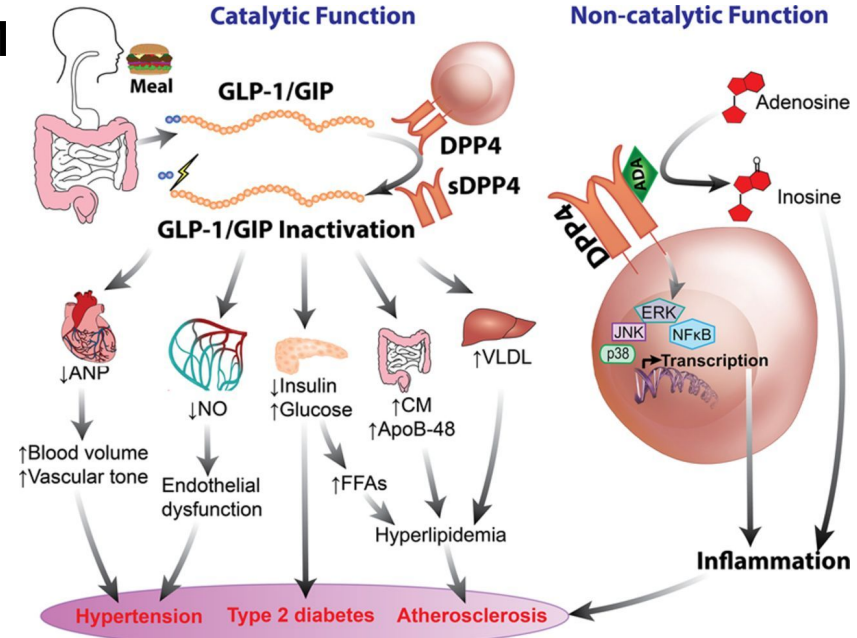 Catalytic Function
Non-catalytic Function
Meal
GLP-1/GIP
DPP4
sDPP4
GLP-1/GIP Inactivation
Adenosine
ADA
Inosine
DPP4
ERK
JNK
NFκB
p38
Transcription
↓ANP
↓NO
↓Insulin
↑Glucose
↑CM
↑ApoB-48
↑VLDL
↑Blood volume
↑Vascular tone
Endothelial
dysfunction
↑FFAs
Hyperlipidemia
Inflammation
Hypertension
Type 2 diabetes
Atherosclerosis